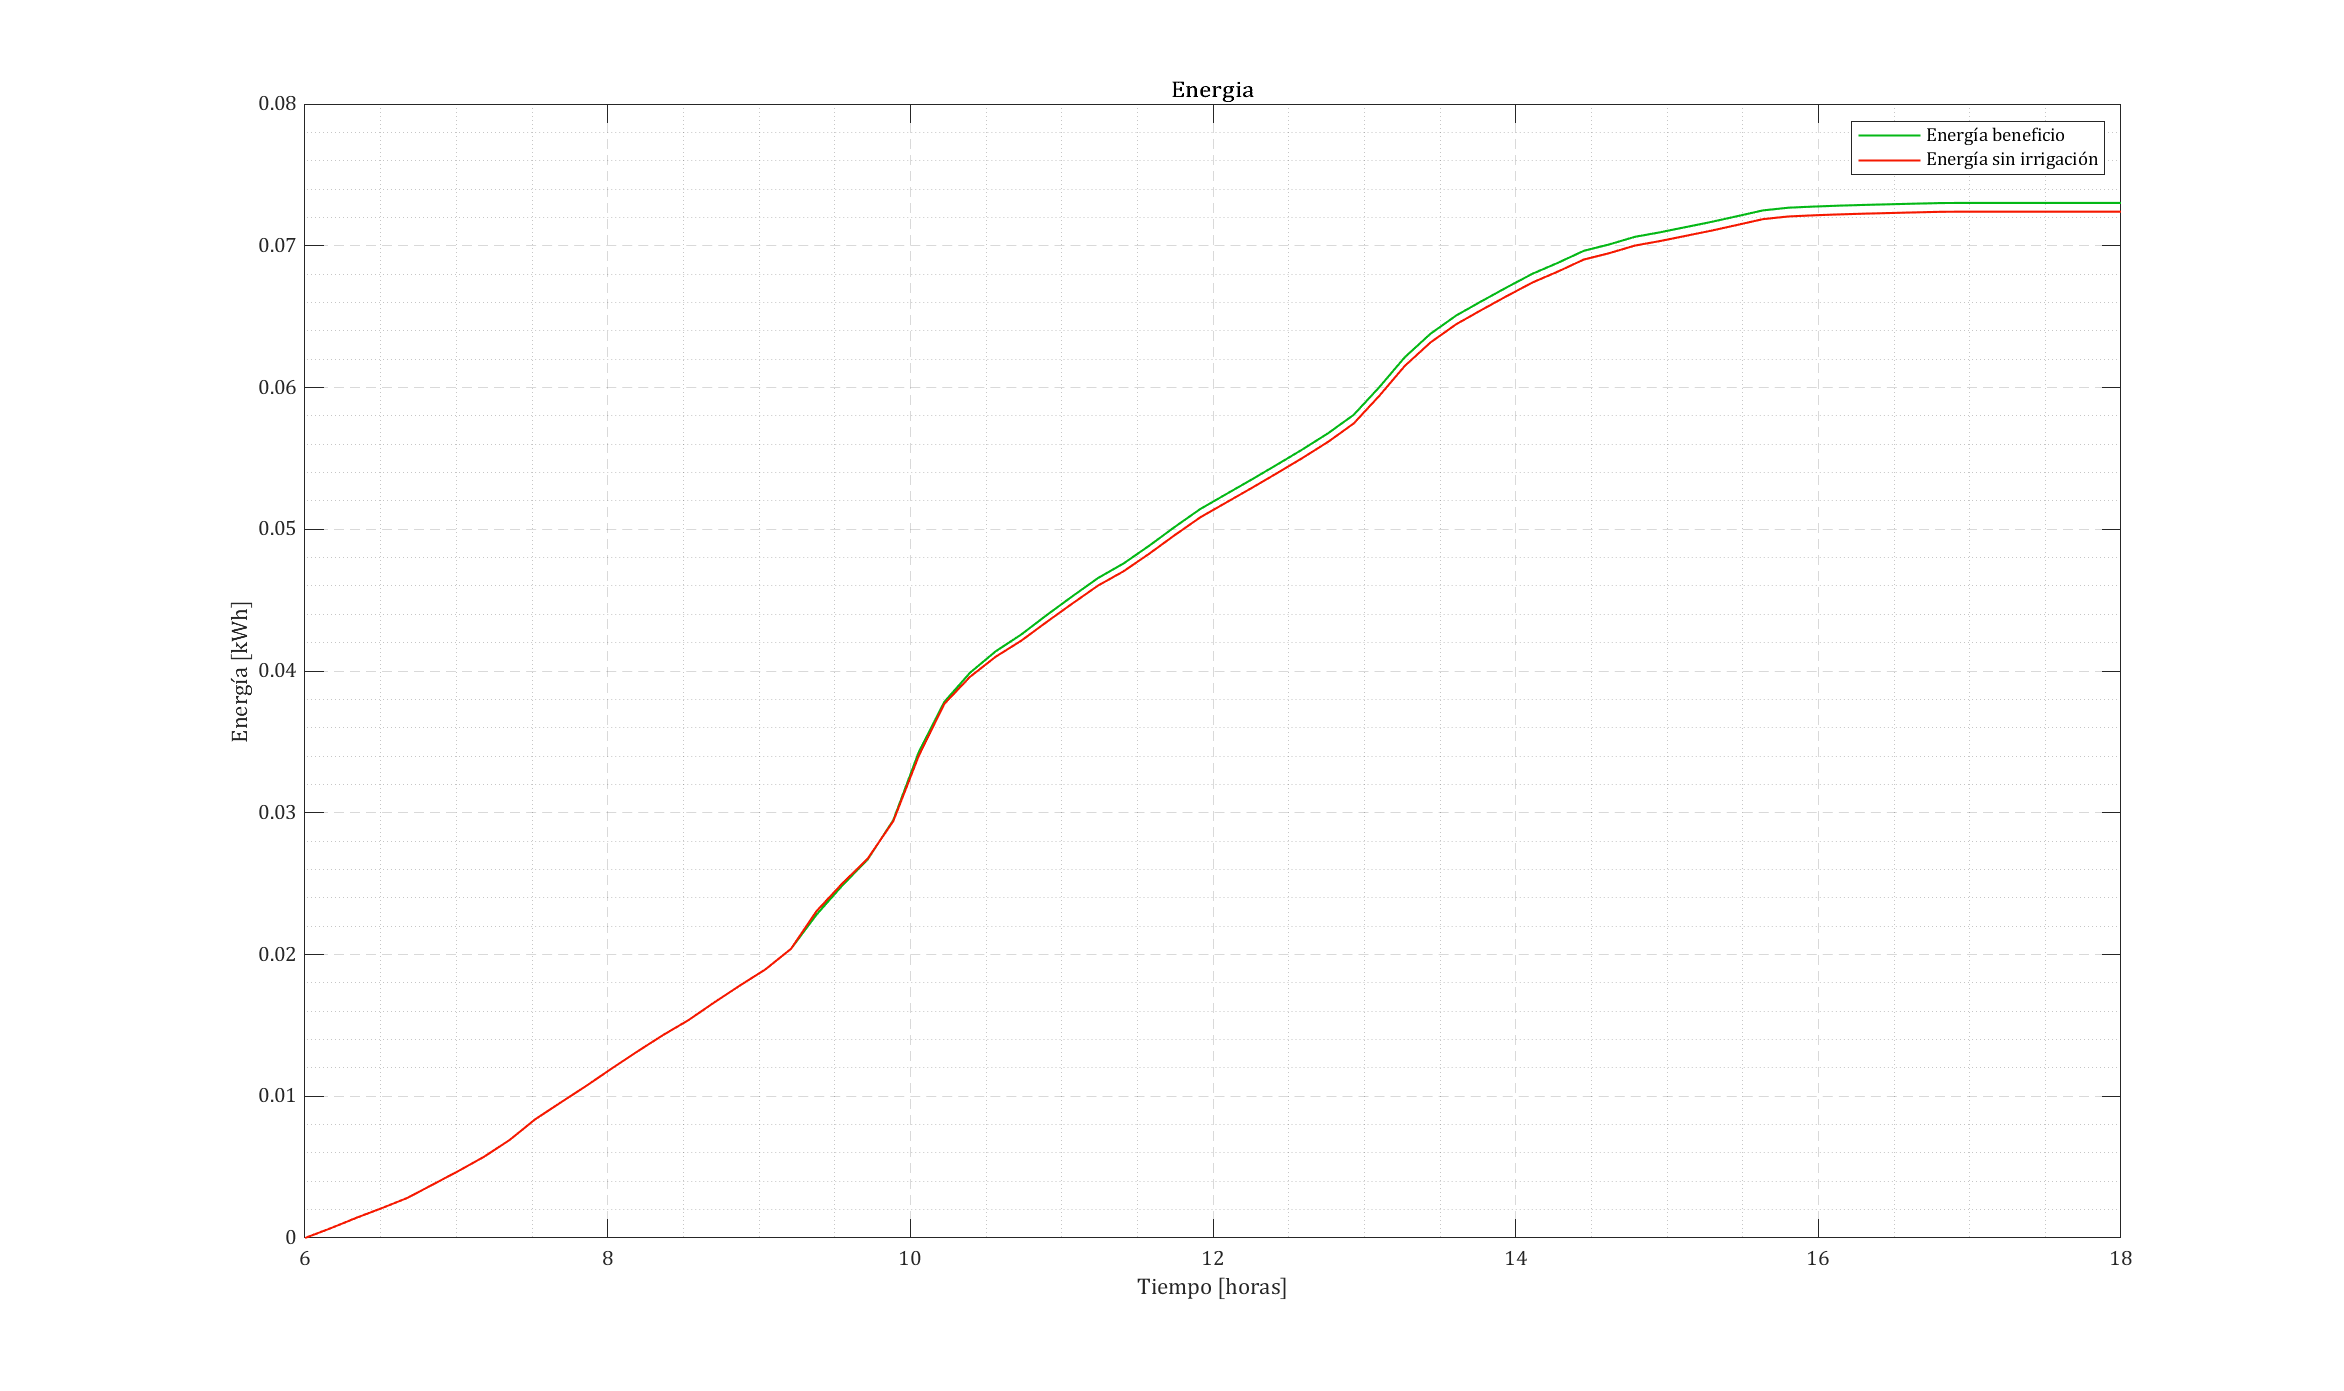 Energia
0.08
0.07
0.06
0.05
0.04
0.03
0.02
0.01
0
Energía [kWh]
6 8 10 12 14 16 18
Tiempo [horas]
Energía beneficio
Energía sin irrigación